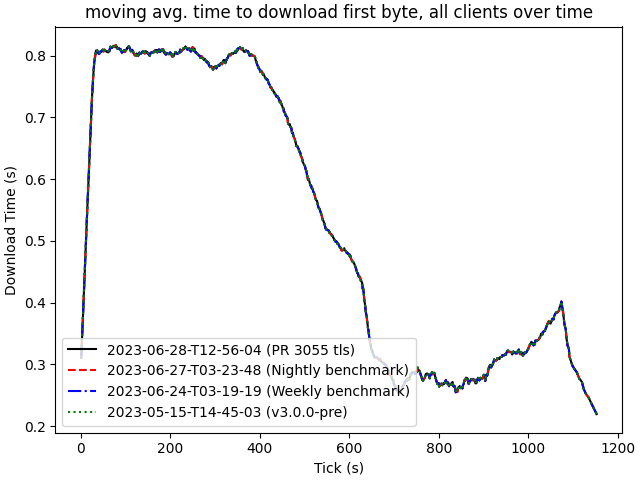 moving avg. time to download first byte, all clients over time
Download Time (s)
0.8
0.7
0.6
0.5
0.4
0.3
0.2
2023-06-28-T12-56-04 (PR 3055 tls)
2023-06-27-T03-23-48 (Nightly benchmark)
2023-06-24-T03-19-19 (Weekly benchmark)
2023-05-15-T14-45-03 (v3.0.0-pre)
0 200 400 600 800 1000 1200
Tick (s)